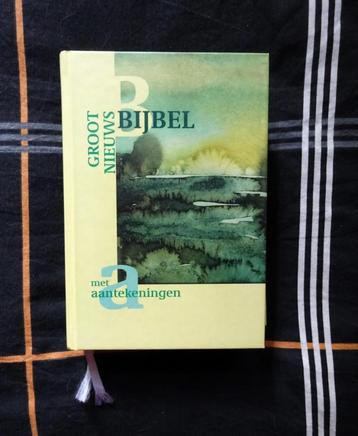 GROOT
NIEUWS
B
BIJBEL
a
met
aantekeningen